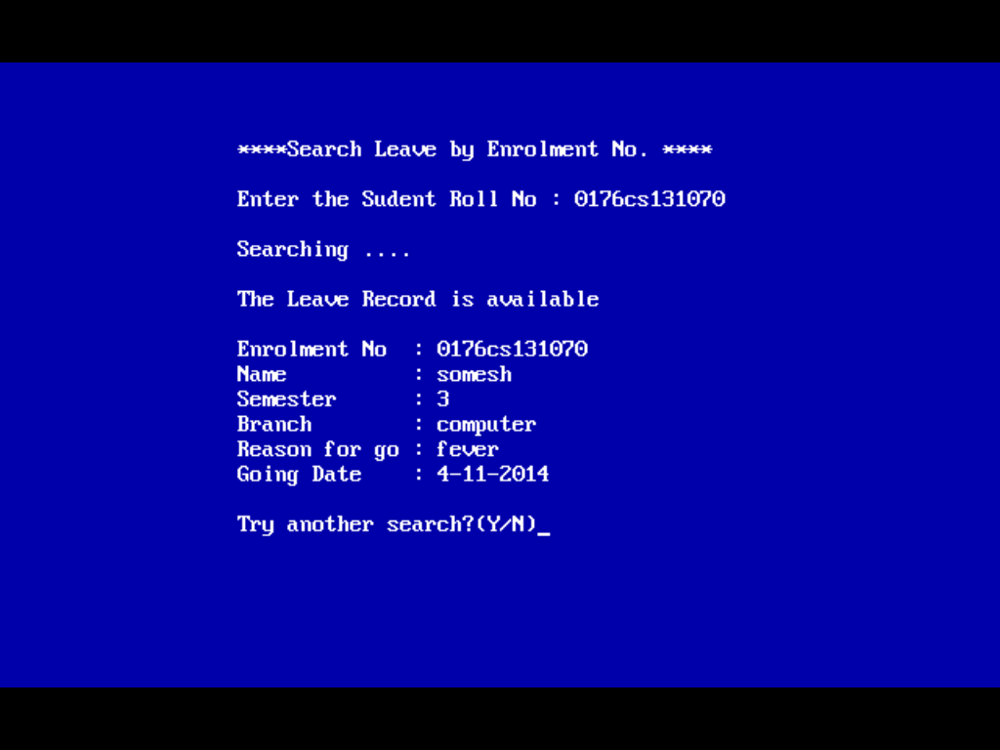 ****Search Leave by Enrolment No. ****
Enter the Sudent Roll No : 0176cs131070
Searching ....
The Leave Record is available
Enrolment No  : 0176cs131070
Name          : somesh
Semester      : 3
Branch        : computer
Reason for go : fever
Going Date    : 4-11-2014
Try another search?(Y/N)_